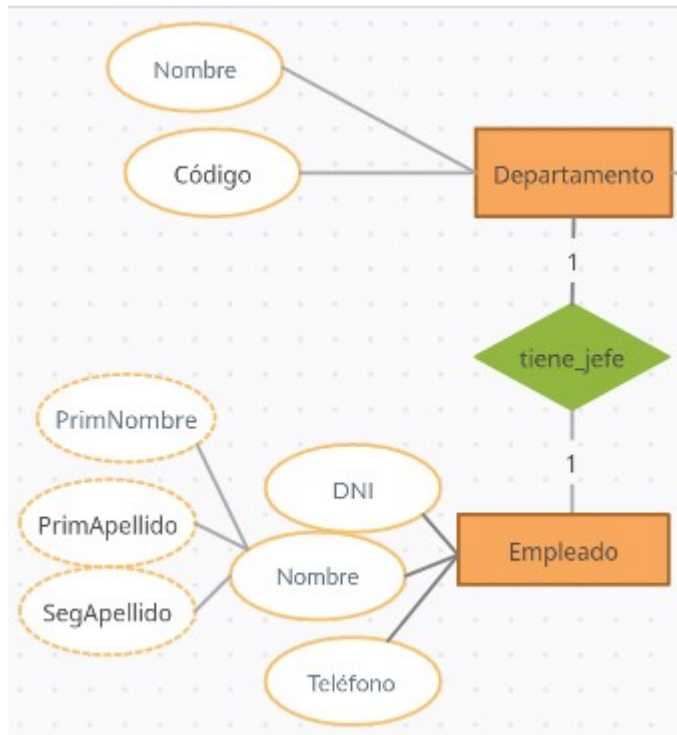 Nombre
Código
Departamento
1
tiene_jefe
1
PrimNombre
PrimApellido
SegApellido
DNI
Nombre
Teléfono
Empleado